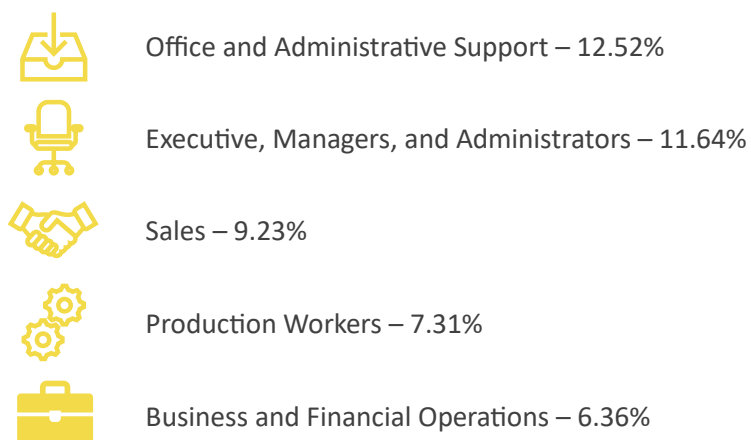 Office and Administrative Support – 12.52%
Executive, Managers, and Administrators – 11.64%
Sales – 9.23%
Production Workers – 7.31%
Business and Financial Operations – 6.36%